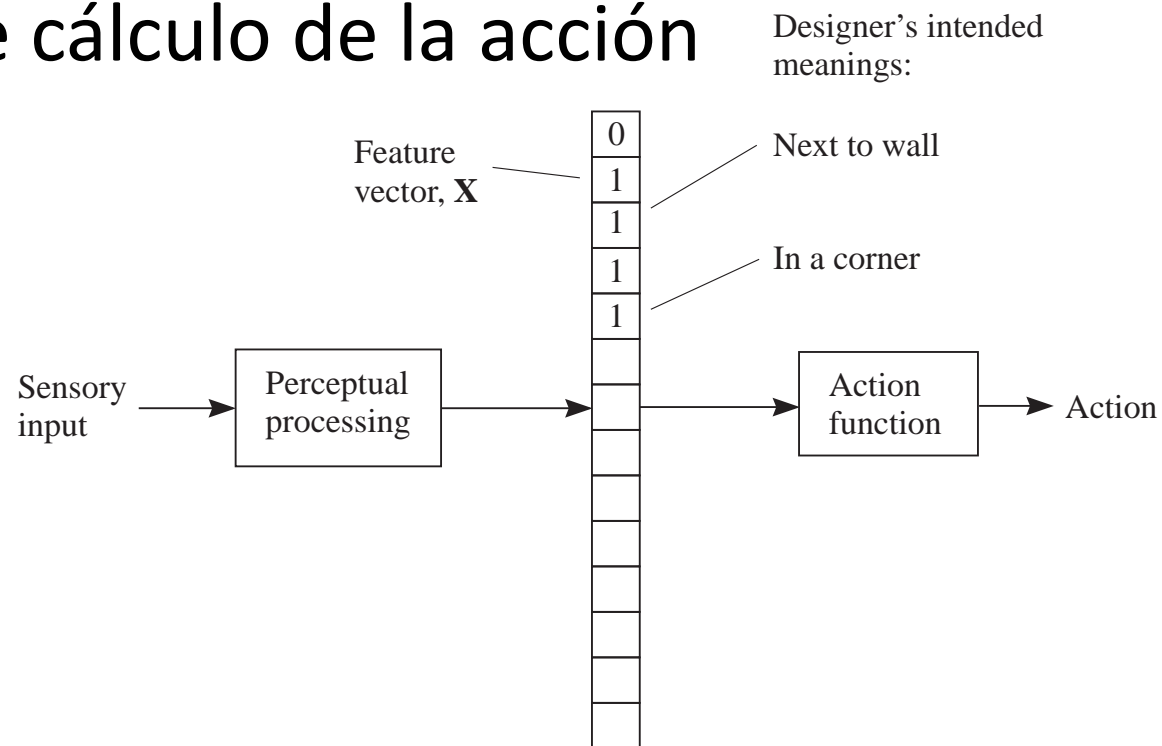 e cálculo de la acción
Designer's intended
meanings:
Feature
vector, X
0
1
1
1
1
Next to wall
In a corner
Sensory
input
Perceptual
processing
Action
function
Action